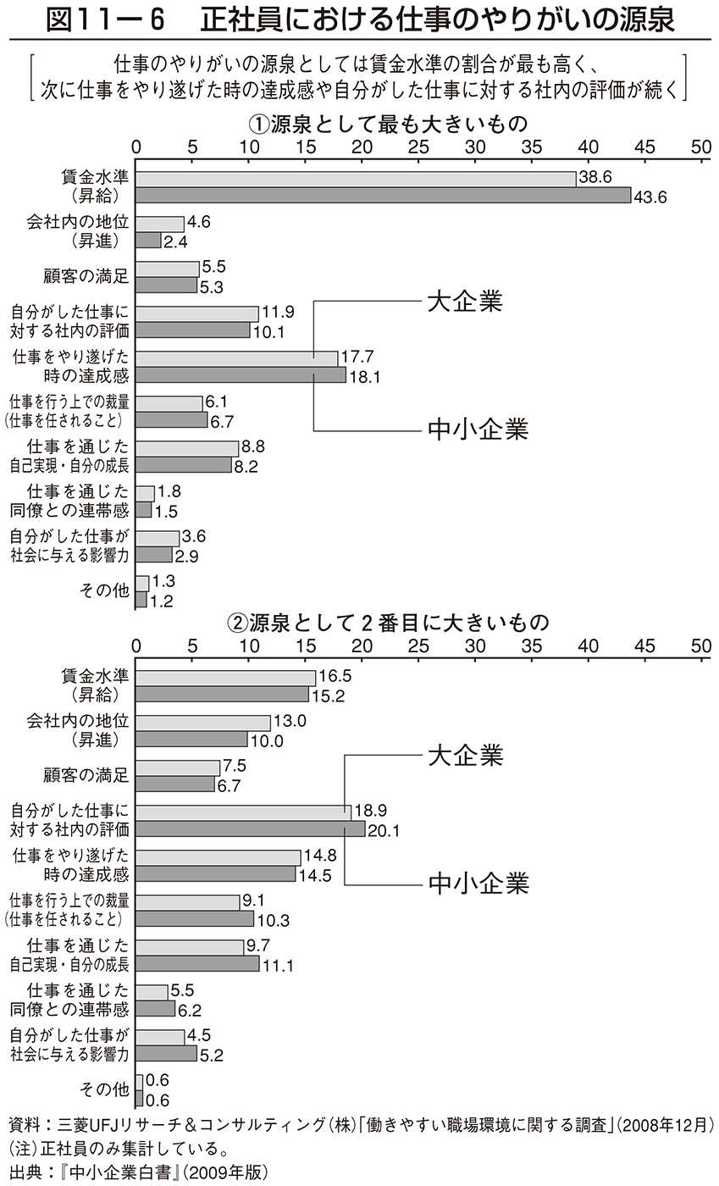 図11ー6　正社員における仕事のやりがいの源泉
仕事のやりがいの源泉としては賃金水準の割合が最も高く、
次に仕事をやり遂げた時の達成感や自分がした仕事に対する社内の評価が続く
①源泉として最も大きいもの
0 5 10 15 20 25 30 35 40 45 50
賃金水準
（昇給）
38.6
43.6
会社内の地位
（昇進）
4.6
2.4
顧客の満足
5.5
5.3
自分がした仕事に
対する社内の評価
11.9
10.1
大企業
仕事をやり遂げた
時の達成感
17.7
18.1
仕事を行う上での裁量
（仕事を任されること）
6.1
6.7
中小企業
仕事を通じた
自己実現・自分の成長
8.8
8.2
仕事を通じた
同僚との連帯感
1.8
1.5
自分がした仕事が
社会に与える影響力
3.6
2.9
その他
1.3
1.2
②源泉として2番目に大きいもの
0 5 10 15 20 25 30 35 40 45 50
賃金水準
（昇給）
16.5
15.2
会社内の地位
（昇進）
13.0
10.0
顧客の満足
7.5
6.7
大企業
自分がした仕事に
対する社内の評価
18.9
20.1
仕事をやり遂げた
時の達成感
14.8
14.5
中小企業
仕事を行う上での裁量
（仕事を任されること）
9.1
10.3
仕事を通じた
自己実現・自分の成長
9.7
11.1
仕事を通じた
同僚との連帯感
5.5
6.2
自分がした仕事が
社会に与える影響力
4.5
5.2
その他
0.6
0.6
資料：三菱UFJリサーチ＆コンサルティング（株）「働きやすい職場環境に関する調査」（2008年12月）
（注）正社員のみ集計している。
出典：『中小企業白書』（2009年版）